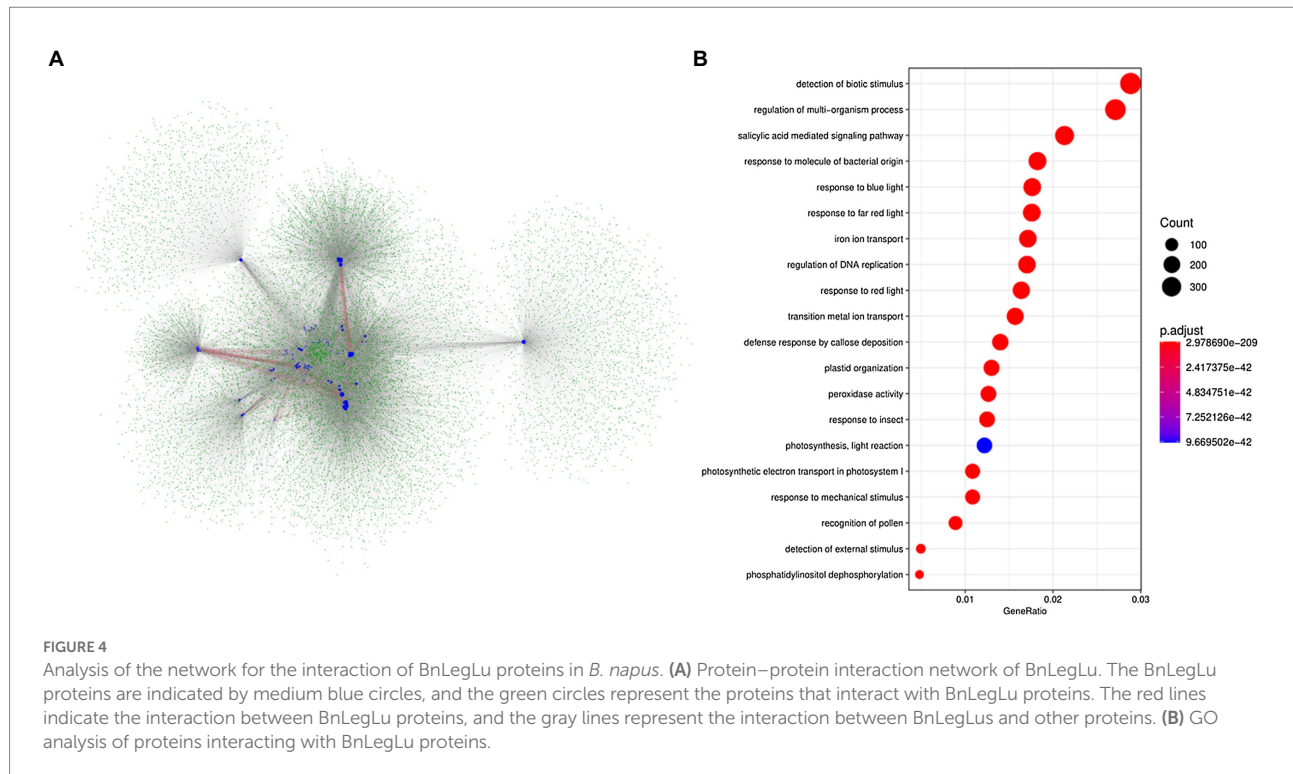 A
B
detection of biotic stimulus
regulation of multi-organism process
salicylic acid mediated signaling pathway
response to molecule of bacterial origin
response to blue light
response to far red light
iron ion transport
regulation of DNA replication
response to red light
transition metal ion transport
defense response by callose deposition
plastid organization
peroxidase activity
response to insect
photosynthesis, light reaction
photosynthetic electron transport in photosystem I
response to mechanical stimulus
recognition of pollen
detection of external stimulus
phosphatidylinositol dephosphorylation
0.01
0.02
0.03
GeneRatio
Count
100
200
300
p.adjust
2.978690e-209
2.417375e-42
4.834751e-42
7.252126e-42
9.669502e-42
FIGURE 4
Analysis of the network for the interaction of BnLegLu proteins in B. napus. (A) Protein–protein interaction network of BnLegLu. The BnLegLu
proteins are indicated by medium blue circles, and the green circles represent the proteins that interact with BnLegLu proteins. The red lines
indicate the interaction between BnLegLu proteins, and the gray lines represent the interaction between BnLegLus and other proteins. (B) GO
analysis of proteins interacting with BnLegLu proteins.